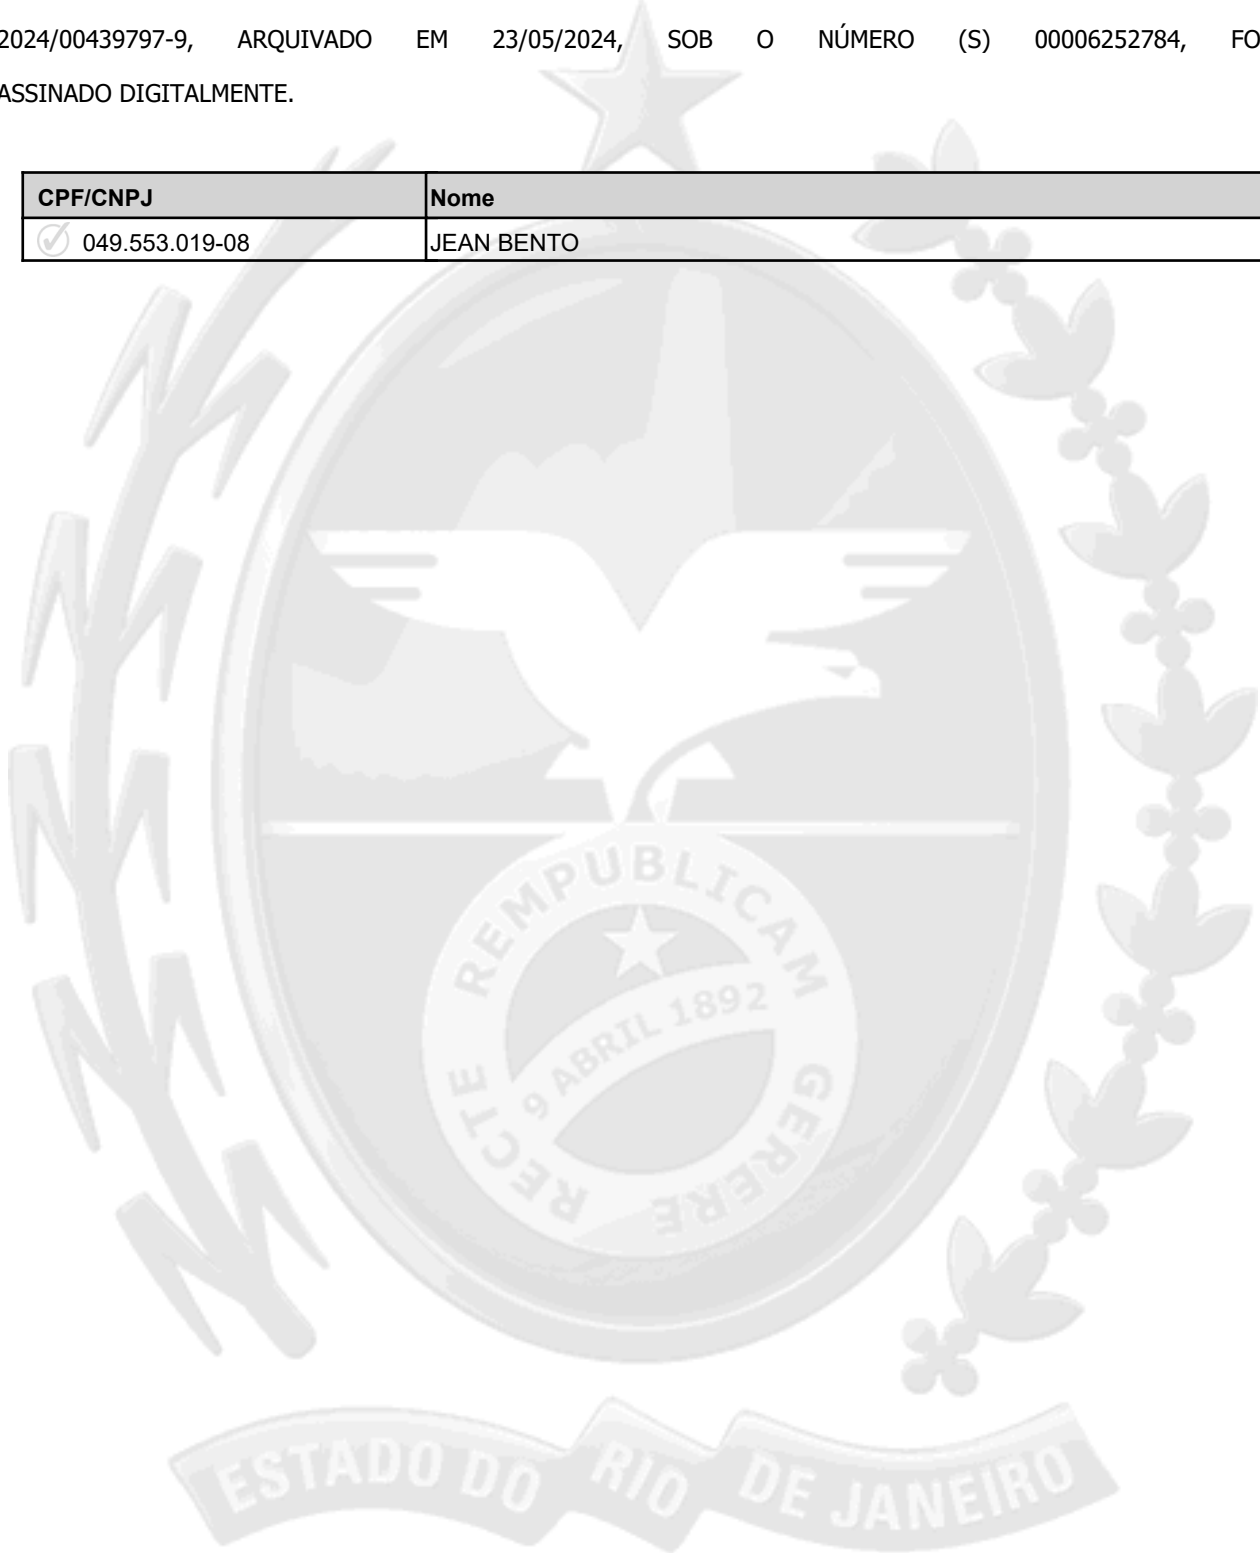 2024/00439797-9, ARQUIVADO EM 23/05/2024, SOB O NÚMERO (S) 00006252784, FO
ASSINADO DIGITALMENTE.
CPF/CNPJ Nome
049.553.019-08 JEAN BENTO
RECTE REMPUBLICAM GERERE
9 ABRIL 1892
ESTADO DO RIO DE JANEIRO